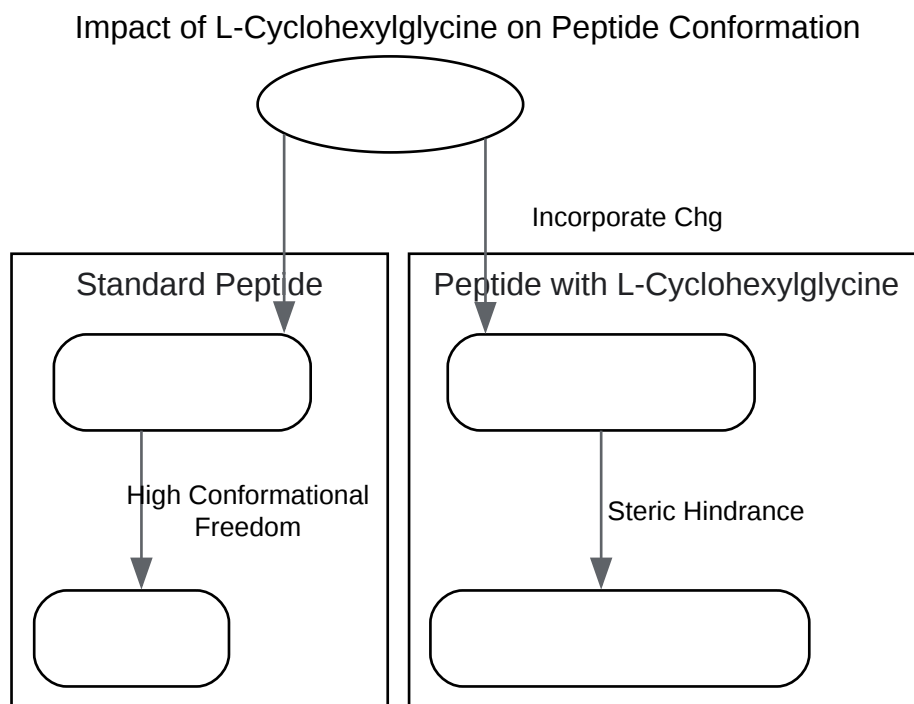 Impact of L-Cyclohexylglycine on Peptide Conformation
Incorporate Chg
Standard Peptide
Peptide with L-Cyclohexylglycine
High Conformational
Freedom
Steric Hindrance